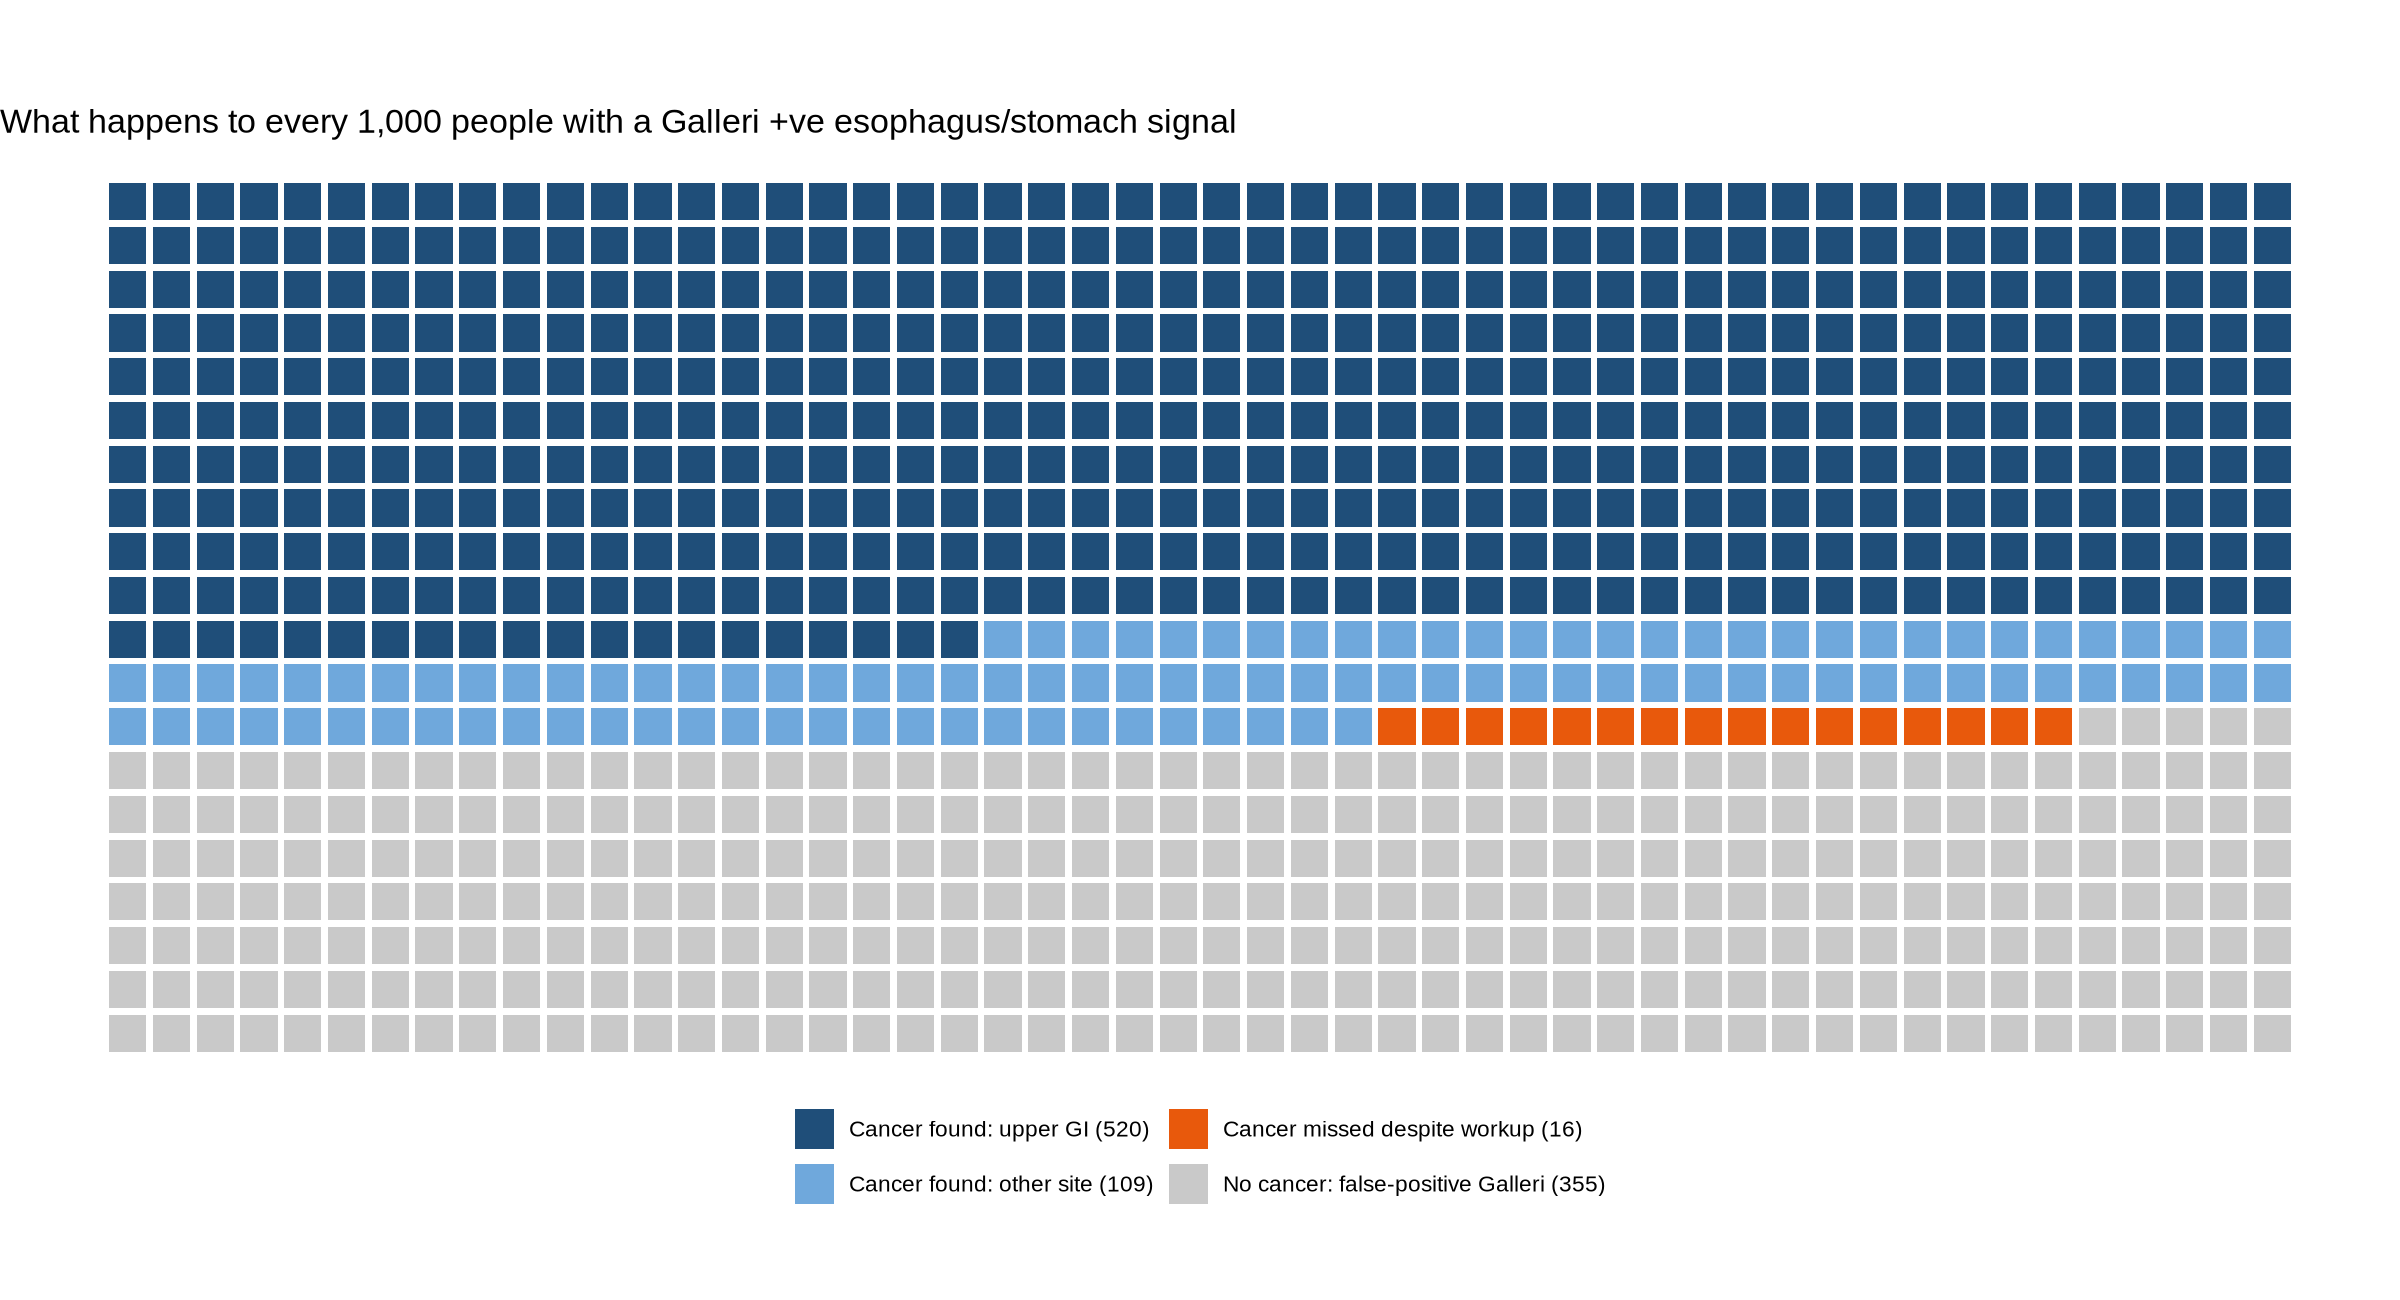 What happens to every 1,000 people with a Galleri +ve esophagus/stomach signal
Cancer found: upper GI (520)
Cancer missed despite workup (16)
Cancer found: other site (109)
No cancer: false-positive Galleri (355)